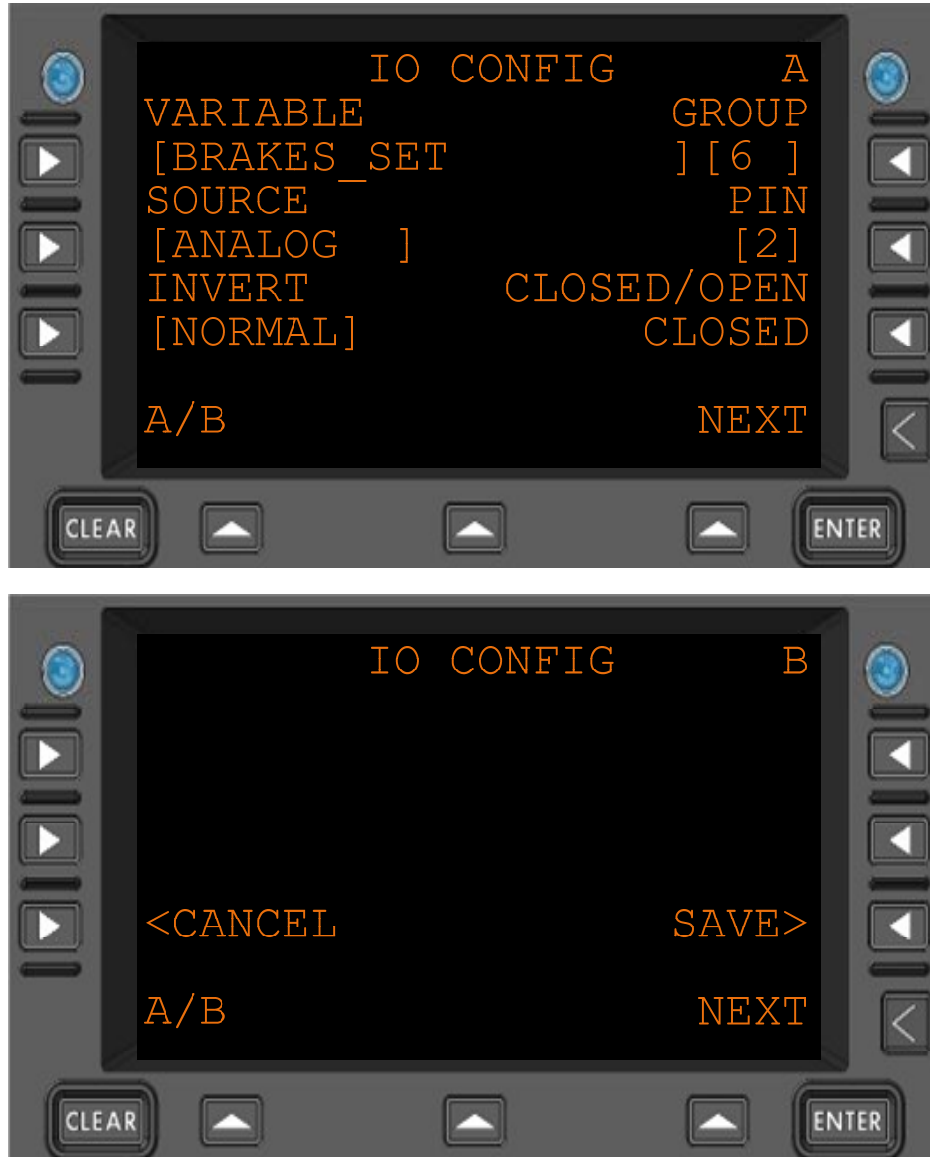 IO CONFIG A
VARIABLE GROUP
[BRAKES_SET ][6 ]
SOURCE PIN
[ANALOG ] [2]
INVERT CLOSED/OPEN
[NORMAL] CLOSED
A/B NEXT
CLEAR ENTER
IO CONFIG B
<CANCEL SAVE>
A/B NEXT
CLEAR ENTER